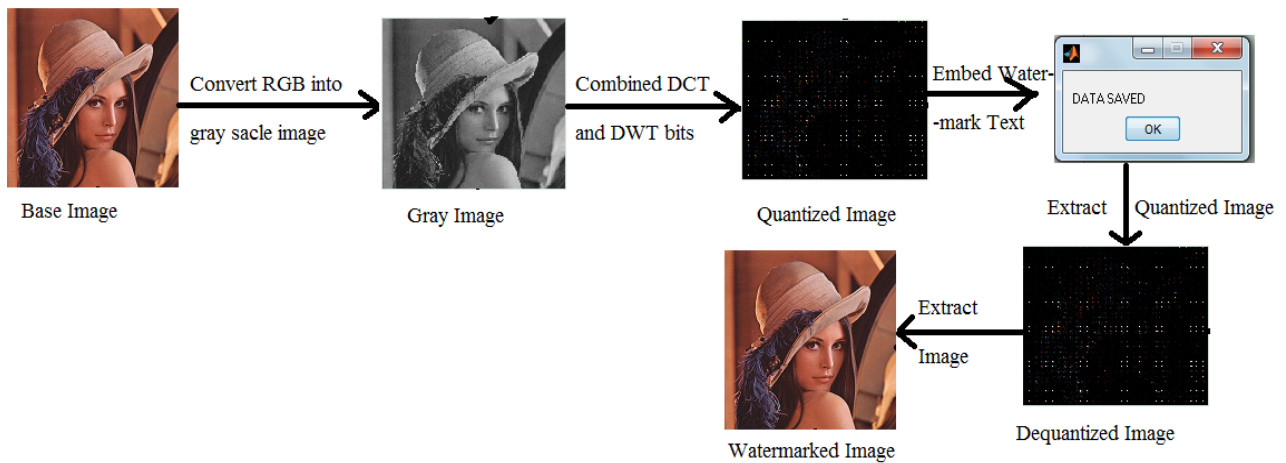 Convert RGB into
gray sacle image
Combined DCT
and DWT bits
Embed Water-
-mark Text
DATA SAVED
OK
Base Image
Gray Image
Quantized Image
Extract
Quantized Image
Extract
Image
Watermarked Image
Dequantized Image